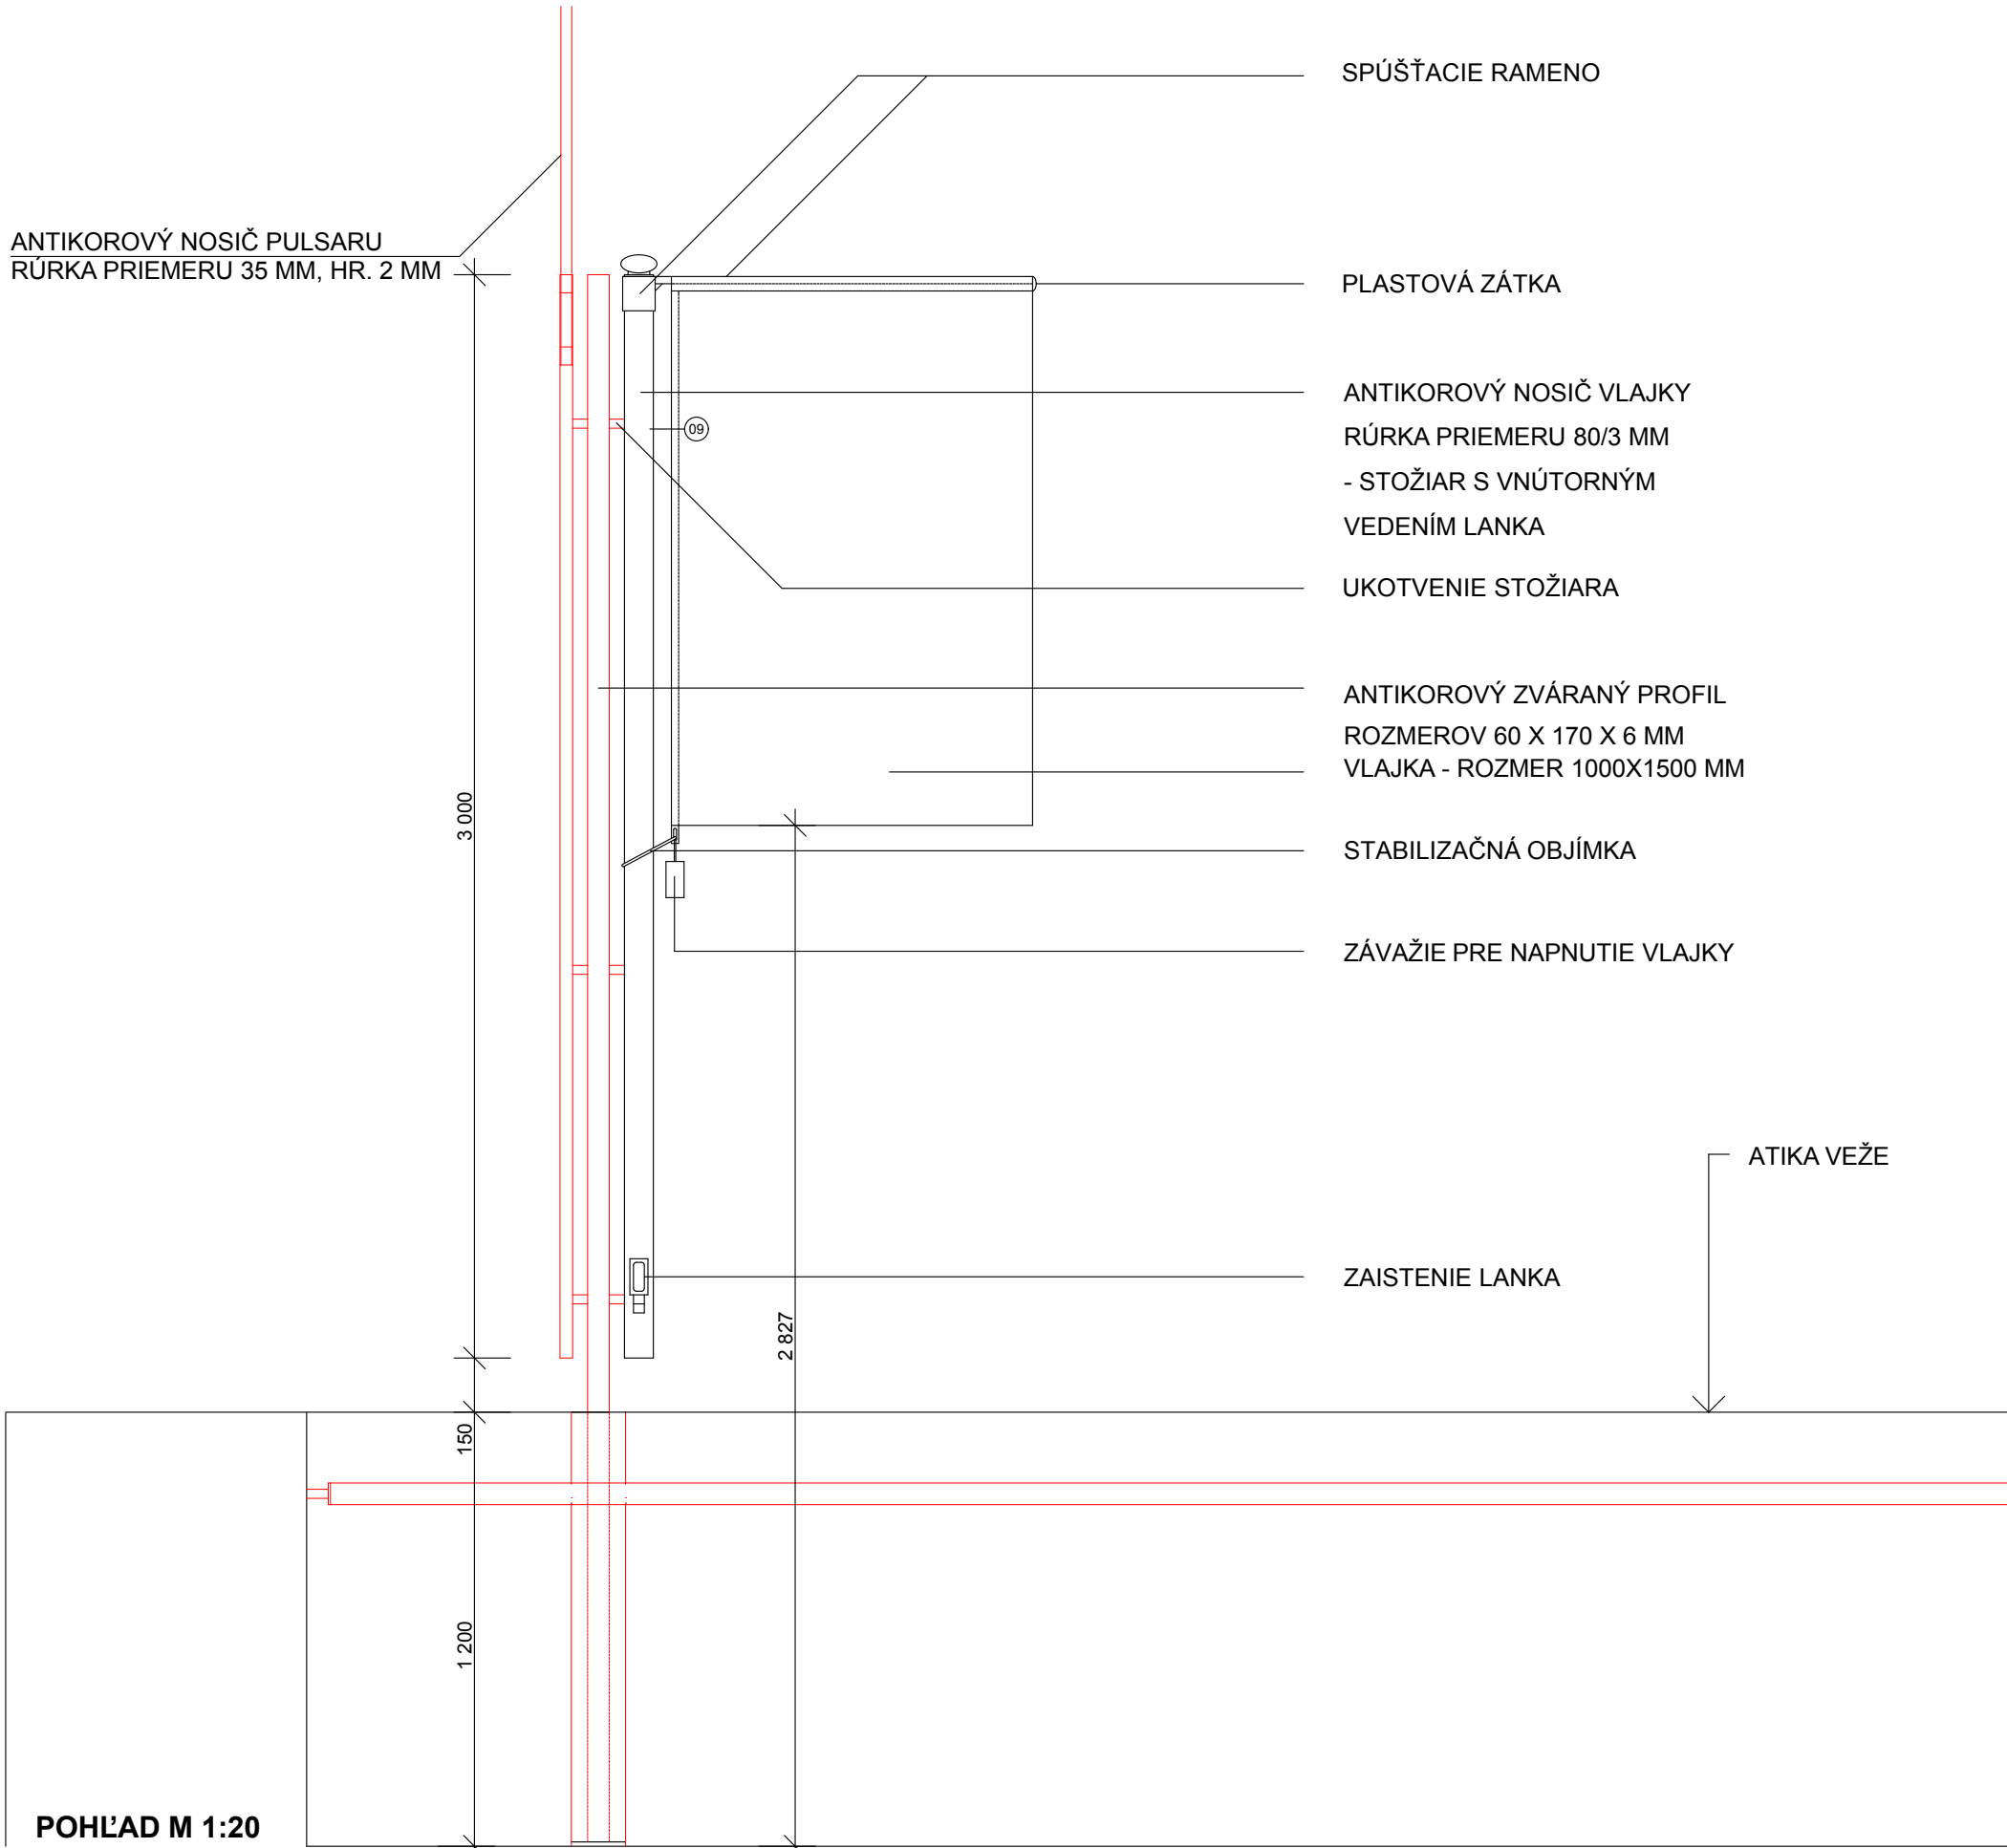 SPÚŠŤACIE RAMENO
ANTIKOROVÝ NOSIČ PULSARU
RÚRKA PRIEMERU 35 MM, HR. 2 MM
PLASTOVÁ ZÁTKA
ANTIKOROVÝ NOSIČ VLAJKY
RÚRKA PRIEMERU 80/3 MM
- STOŽIAR S VNÚTORNÝM
VEDENÍM LANKA
09
UKOTVENIE STOŽIARA
ANTIKOROVÝ ZVÁRANÝ PROFIL
ROZMEROV 60 X 170 X 6 MM
VLAJKA - ROZMER 1000X1500 MM
3 000
STABILIZAČNÁ OBJÍMKA
ZÁVAŽIE PRE NAPNUTIE VLAJKY
ATIKA VEŽE
ZAISTENIE LANKA
2 827
150
1 200
POHĽAD M 1:20